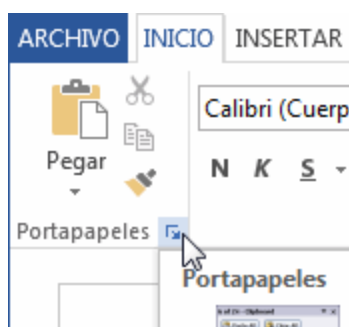 ARCHIVO INICIO INSERTAR
Calibri (Cuerp
Pegar
N K S
Portapapeles
Portapapeles